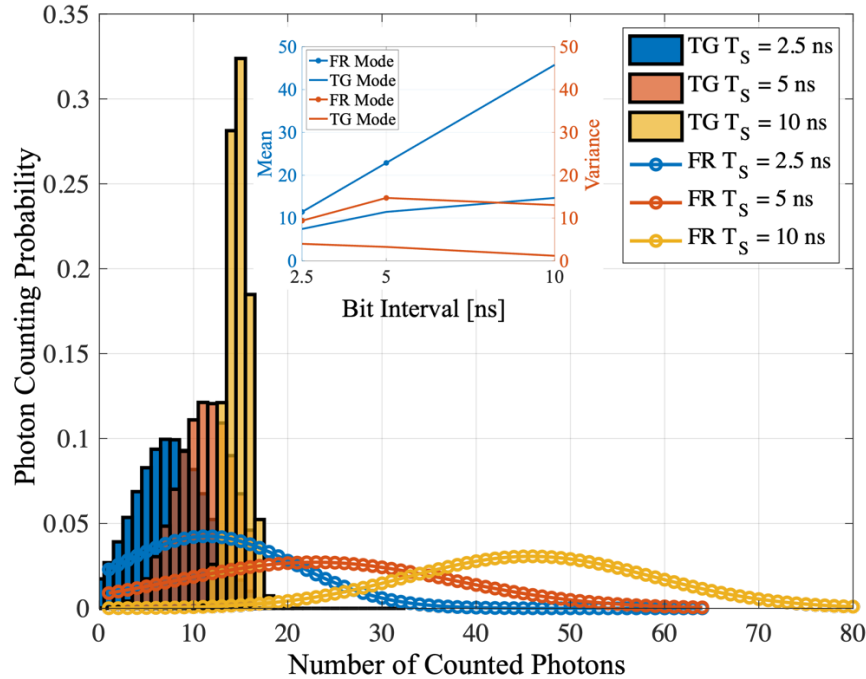 0.35
0.3
0.25
0.2
0.15
0.1
0.05
0
Photon Counting Probability
0 10 20 30 40 50 60 70 80
Number of Counted Photons
TG T_S = 2.5 ns
TG T_S = 5 ns
TG T_S = 10 ns
FR T_S = 2.5 ns
FR T_S = 5 ns
FR T_S = 10 ns
50
40
30
20
10
0
Mean
FR Mode
TG Mode
FR Mode
TG Mode
50
40
30
20
10
0
Variance
2.5 5 10
Bit Interval [ns]